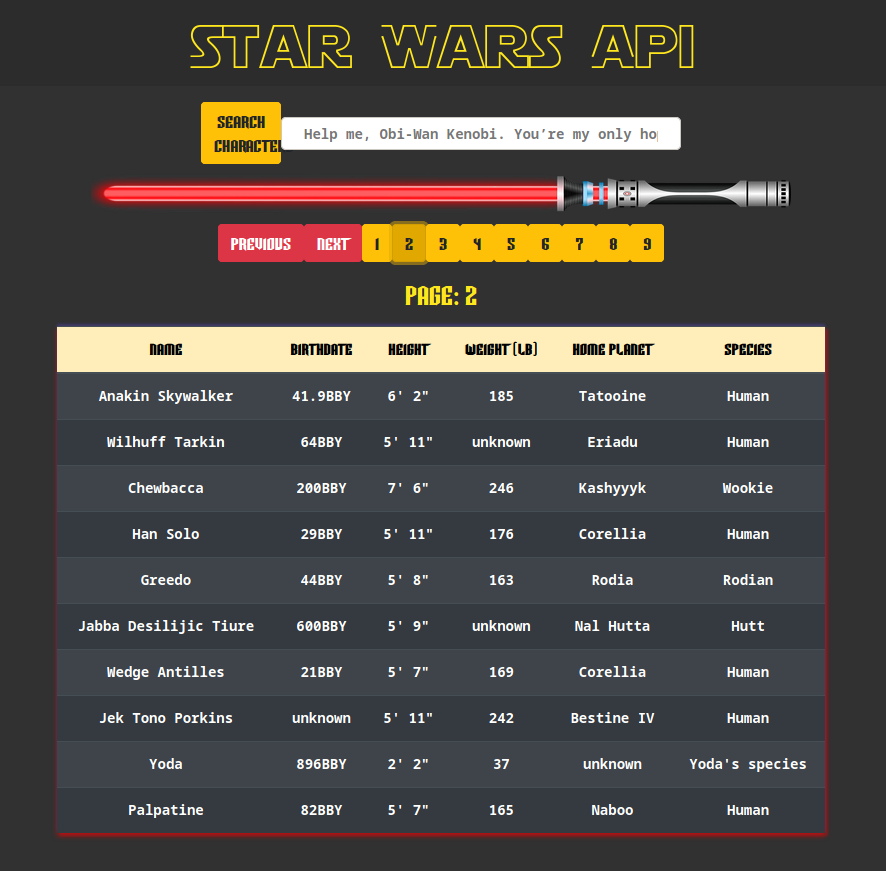 STAR WARS API
SEARCH
CHARACTER
Help me, Obi-Wan Kenobi. You’re my only ho
PREVIOUS NEXT 1 2 3 4 5 6 7 8 9
PAGE: 2
NAME BIRTHDATE HEIGHT WEIGHT (LB) HOME PLANET SPECIES
Anakin Skywalker 41.9BBY 6' 2" 185 Tatooine Human
Wilhuff Tarkin 64BBY 5' 11" unknown Eriadu Human
Chewbacca 200BBY 7' 6" 246 Kashyyyk Wookie
Han Solo 29BBY 5' 11" 176 Corellia Human
Greedo 44BBY 5' 8" 163 Rodia Rodian
Jabba Desilijic Tiure 600BBY 5' 9" unknown Nal Hutta Hutt
Wedge Antilles 21BBY 5' 7" 169 Corellia Human
Jek Tono Porkins unknown 5' 11" 242 Bestine IV Human
Yoda 896BBY 2' 2" 37 unknown Yoda's species
Palpatine 82BBY 5' 7" 165 Naboo Human